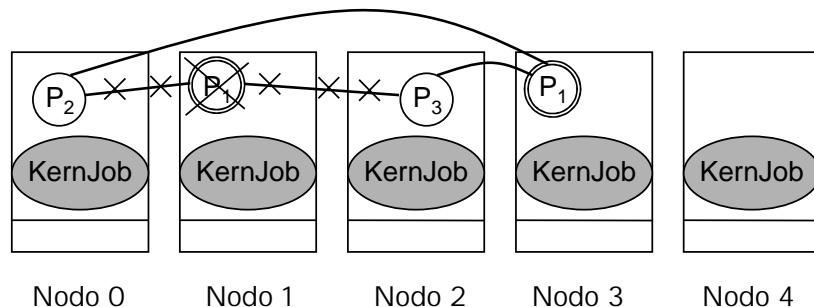 P2 P1 P3 P1
KernJob KernJob KernJob KernJob KernJob
Nodo 0 Nodo 1 Nodo 2 Nodo 3 Nodo 4